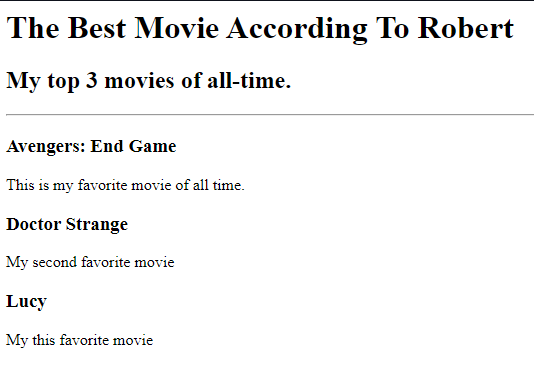 The Best Movie According To Robert
My top 3 movies of all-time.
Avengers: End Game
This is my favorite movie of all time.
Doctor Strange
My second favorite movie
Lucy
My this favorite movie